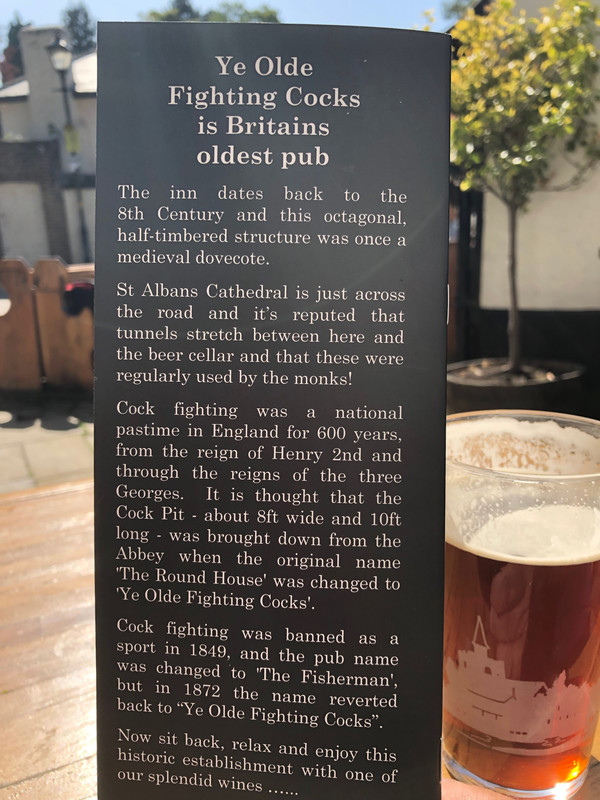 Ye Olde
Fighting Cocks
is Britains
oldest pub
The inn dates back to the
8th Century and this octagonal,
half-timbered structure was once a
medieval dovecote.
St Albans Cathedral is just across
the road and it's reputed that
tunnels stretch between here and
the beer cellar and that these were
regularly used by the monks!
Cock fighting was a national
pastime in England for 600 years,
from the reign of Henry 2nd and
through the reigns of the three
Georges. It is thought that the
Cock Pit - about 8ft wide and 10ft
long - was brought down from the
Abbey when the original name
'The Round House' was changed to
'Ye Olde Fighting Cocks'.
Cock fighting was banned as a
sport in 1849, and the pub name
was changed to 'The Fisherman',
but in 1872 the name reverted
back to “Ye Olde Fighting Cocks”.
Now sit back, relax and enjoy this
historic establishment with one of
our splendid wines ......